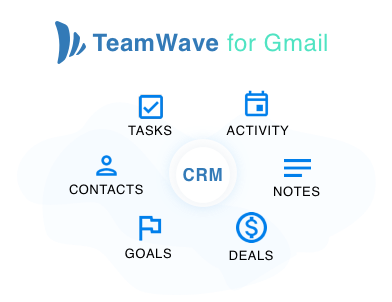 TeamWave for Gmail
TASKS
ACTIVITY
CONTACTS
CRM
NOTES
GOALS
DEALS